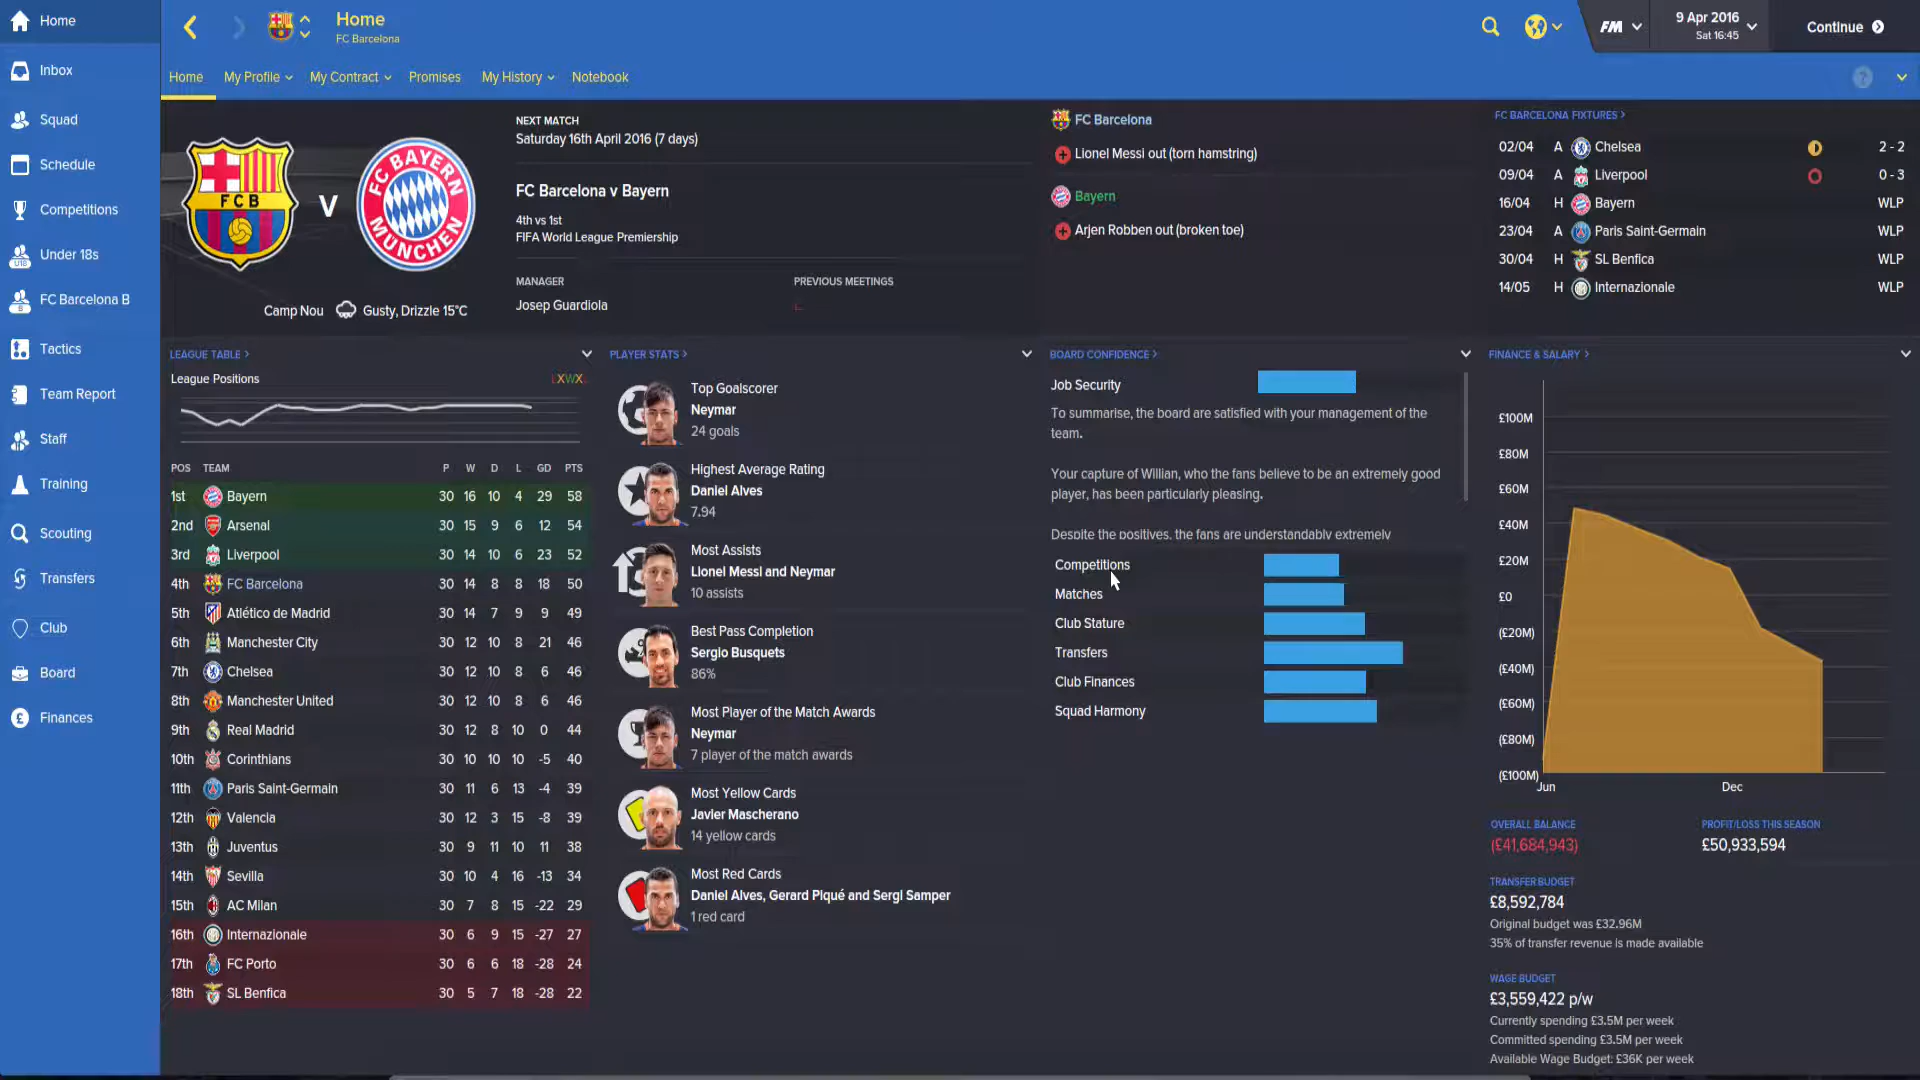 Home
Inbox
Squad
Schedule
Competitions
Under 18s
FC Barcelona B
Tactics
Team Report
Staff
Training
Scouting
Transfers
Club
Board
Finances
Home
FC Barcelona
FM
9 Apr 2016
Sat 16:45
Continue
Home My Profile My Contract Promises My History Notebook
FCB
V
FC BAYERN
MÜNCHEN
Camp Nou Gusty, Drizzle 15°C
NEXT MATCH
Saturday 16th April 2016 (7 days)
FC Barcelona v Bayern
4th vs 1st
FIFA World League Premiership
MANAGER
Josep Guardiola
PREVIOUS MEETINGS
L
FC Barcelona
Lionel Messi out (torn hamstring)
Bayern
Arjen Robben out (broken toe)
FC BARCELONA FIXTURES >
02/04 A Chelsea 2 - 2
09/04 A Liverpool 0 - 3
16/04 H Bayern WLP
23/04 A Paris Saint-Germain WLP
30/04 H SL Benfica WLP
14/05 H Internazionale WLP
LEAGUE TABLE >
League Positions LXWXL
POS TEAM P W D L GD PTS
1st Bayern 30 16 10 4 29 58
2nd Arsenal 30 15 9 6 12 54
3rd Liverpool 30 14 10 6 23 52
4th FC Barcelona 30 14 8 8 18 50
5th Atlético de Madrid 30 14 7 9 9 49
6th Manchester City 30 12 10 8 21 46
7th Chelsea 30 12 10 8 6 46
8th Manchester United 30 12 10 8 6 46
9th Real Madrid 30 12 8 10 0 44
10th Corinthians 30 10 10 10 -5 40
11th Paris Saint-Germain 30 11 6 13 -4 39
12th Valencia 30 12 3 15 -8 39
13th Juventus 30 9 11 10 11 38
14th Sevilla 30 10 4 16 -13 34
15th AC Milan 30 7 8 15 -22 29
16th Internazionale 30 6 9 15 -27 27
17th FC Porto 30 6 6 18 -28 24
18th SL Benfica 30 5 7 18 -28 22
PLAYER STATS >
Top Goalscorer
Neymar
24 goals
Highest Average Rating
Daniel Alves
7.94
Most Assists
Lionel Messi and Neymar
10 assists
Best Pass Completion
Sergio Busquets
86%
Most Player of the Match Awards
Neymar
7 player of the match awards
Most Yellow Cards
Javier Mascherano
14 yellow cards
Most Red Cards
Daniel Alves, Gerard Piqué and Sergi Samper
1 red card
BOARD CONFIDENCE >
Job Security
To summarise, the board are satisfied with your management of the
team.
Your capture of Willian, who the fans believe to be an extremely good
player, has been particularly pleasing.
Despite the positives, the fans are understandably extremely
Competitions
Matches
Club Stature
Transfers
Club Finances
Squad Harmony
FINANCE & SALARY >
£100M
£80M
£60M
£40M
£20M
£0
(£20M)
(£40M)
(£60M)
(£80M)
(£100M)
Jun Dec
OVERALL BALANCE
(£41,684,943)
PROFIT/LOSS THIS SEASON
£50,933,594
TRANSFER BUDGET
£8,592,784
Original budget was £32.96M
35% of transfer revenue is made available
WAGE BUDGET
£3,559,422 p/w
Currently spending £3.5M per week
Committed spending £3.5M per week
Available Wage Budget: £36K per week